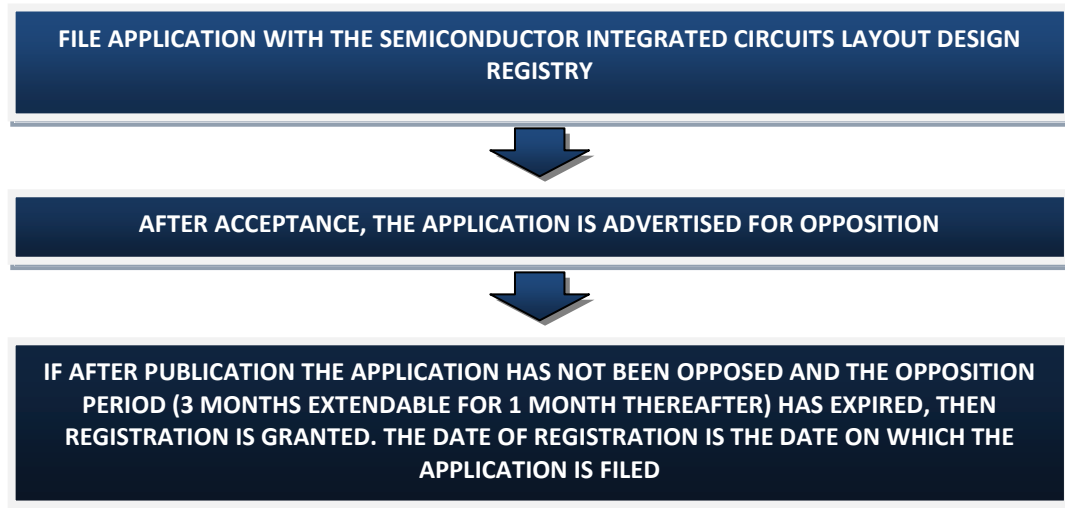 FILE APPLICATION WITH THE SEMICONDUCTOR INTEGRATED CIRCUITS LAYOUT DESIGN
REGISTRY
AFTER ACCEPTANCE, THE APPLICATION IS ADVERTISED FOR OPPOSITION
IF AFTER PUBLICATION THE APPLICATION HAS NOT BEEN OPPOSED AND THE OPPOSITION
PERIOD (3 MONTHS EXTENDABLE FOR 1 MONTH THEREAFTER) HAS EXPIRED, THEN
REGISTRATION IS GRANTED. THE DATE OF REGISTRATION IS THE DATE ON WHICH THE
APPLICATION IS FILED